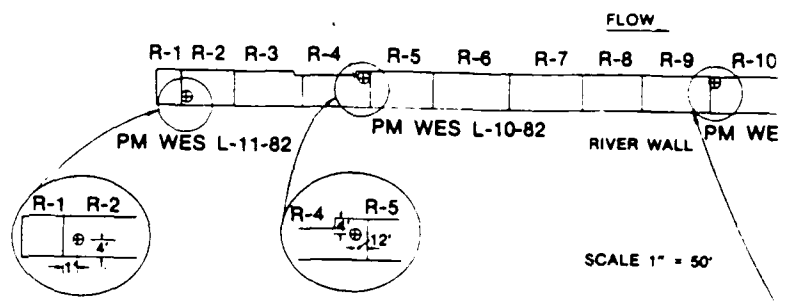 FLOW
R-1 R-2 R-3 R-4 R-5 R-6 R-7 R-8 R-9 R-10
PM WES L-11-82
PM WES L-10-82
RIVER WALL
PM WE
R-1 R-2
4'
1'
R-4 R-5
4'
12'
SCALE 1" = 50'